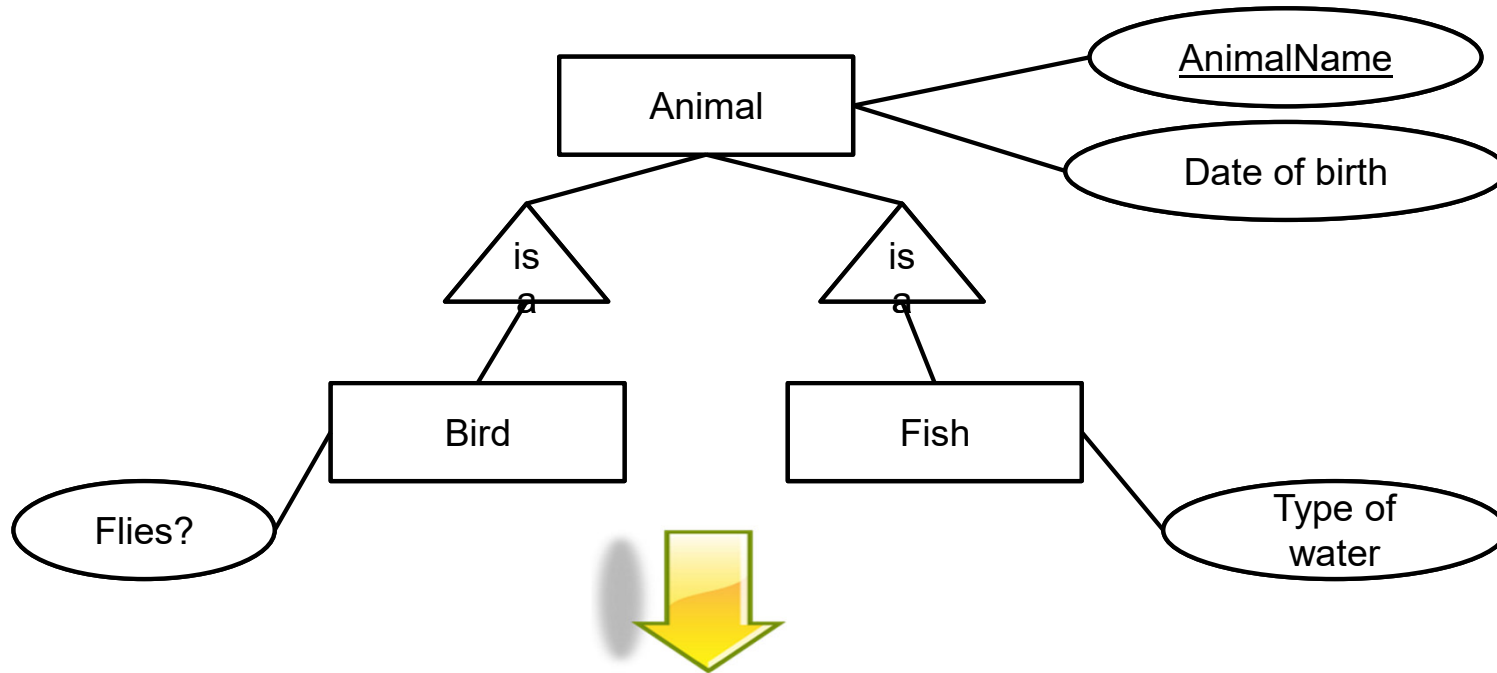 AnimalName
Animal
Date of birth
is
a
is
a
Bird
Fish
Flies?
Type of
water